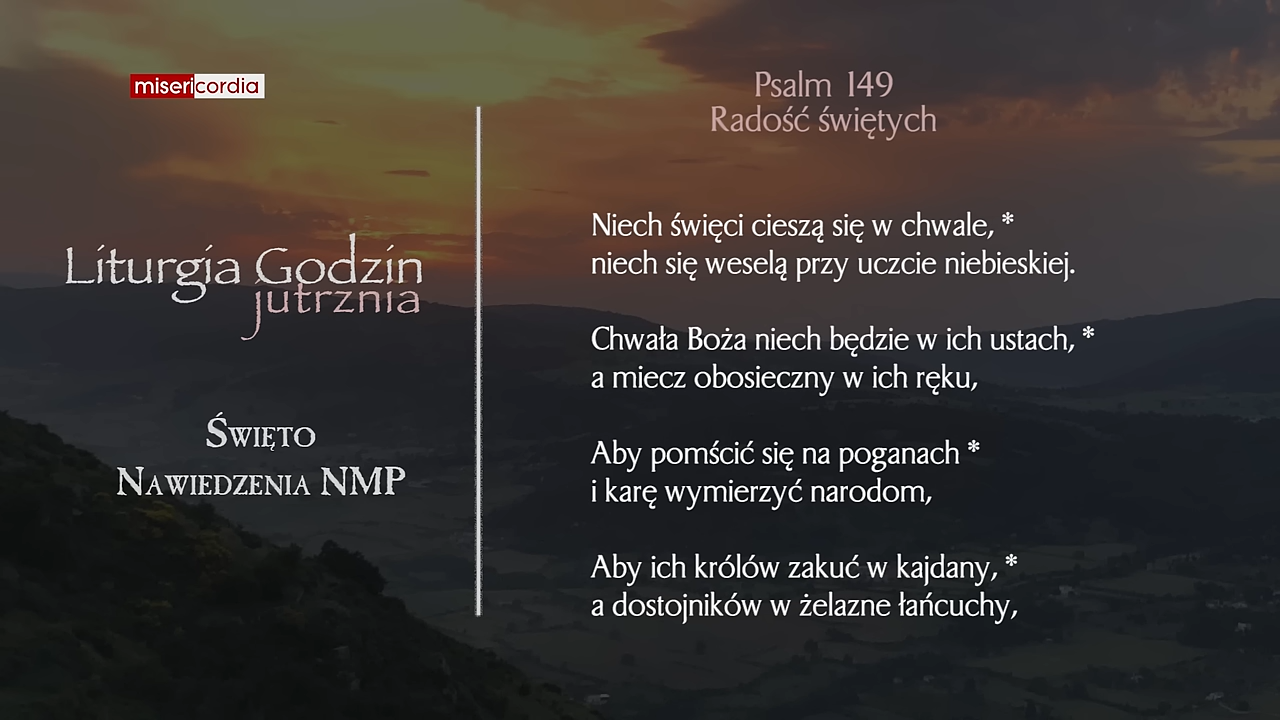 misericordia
Liturgia Godzin
jutrznia
Święto
Nawiedzenia NMP
Psalm 149
Radość świętych
Niech święci cieszą się w chwale, *
niech się weselą przy uczcie niebieskiej.
Chwała Boża niech będzie w ich ustach, *
a miecz obosieczny w ich ręku,
Aby pomścić się na poganach *
i karę wymierzyć narodom,
Aby ich królów zakuć w kajdany, *
a dostojników w żelazne łańcuchy,